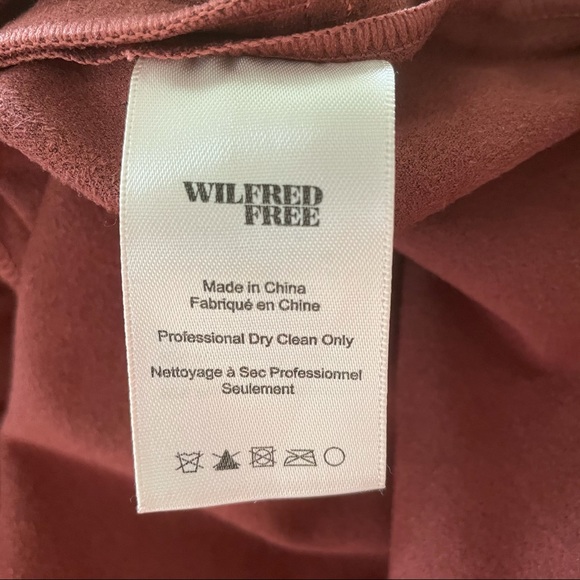 WILFRED
FREE
Made in China
Fabriqué en Chine
Professional Dry Clean Only
Nettoyage à Sec Professionnel
Seulement